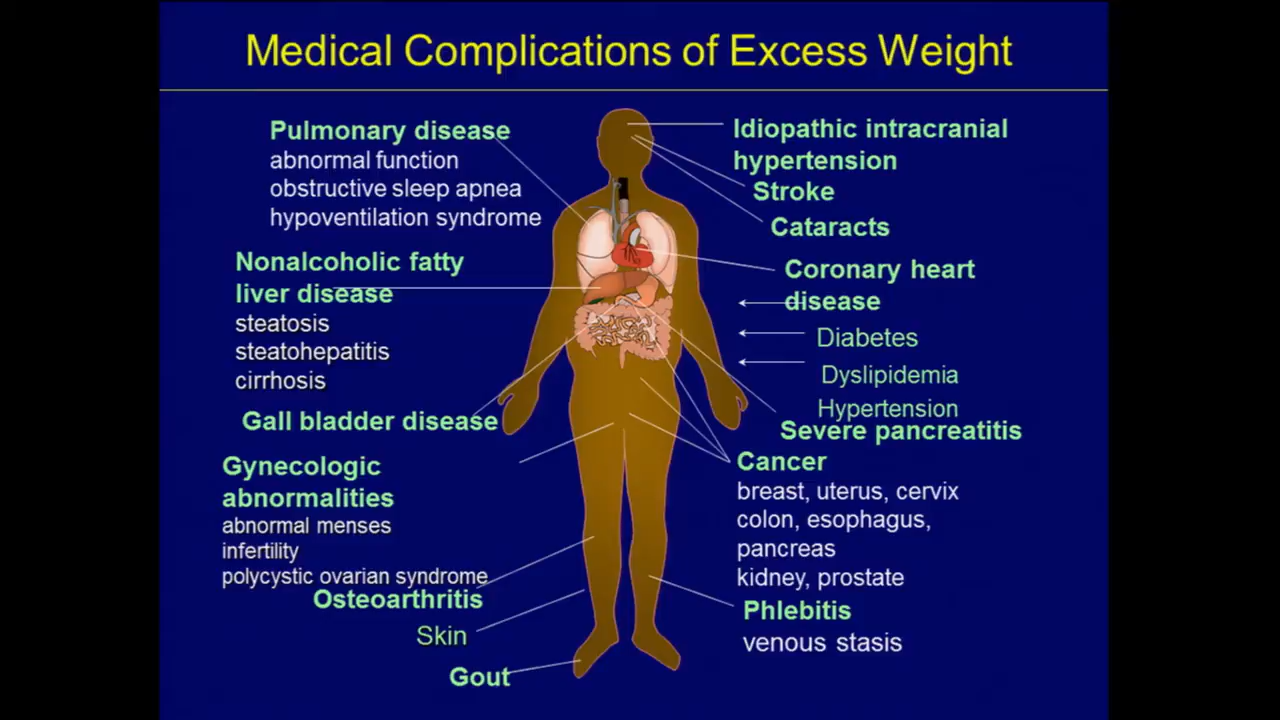 Medical Complications of Excess Weight
Pulmonary disease
abnormal function
obstructive sleep apnea
hypoventilation syndrome
Nonalcoholic fatty
liver disease
steatosis
steatohepatitis
cirrhosis
Gall bladder disease
Gynecologic
abnormalities
abnormal menses
infertility
polycystic ovarian syndrome
Osteoarthritis
Skin
Gout
Idiopathic intracranial
hypertension
Stroke
Cataracts
Coronary heart
disease
Diabetes
Dyslipidemia
Hypertension
Severe pancreatitis
Cancer
breast, uterus, cervix
colon, esophagus,
pancreas
kidney, prostate
Phlebitis
venous stasis